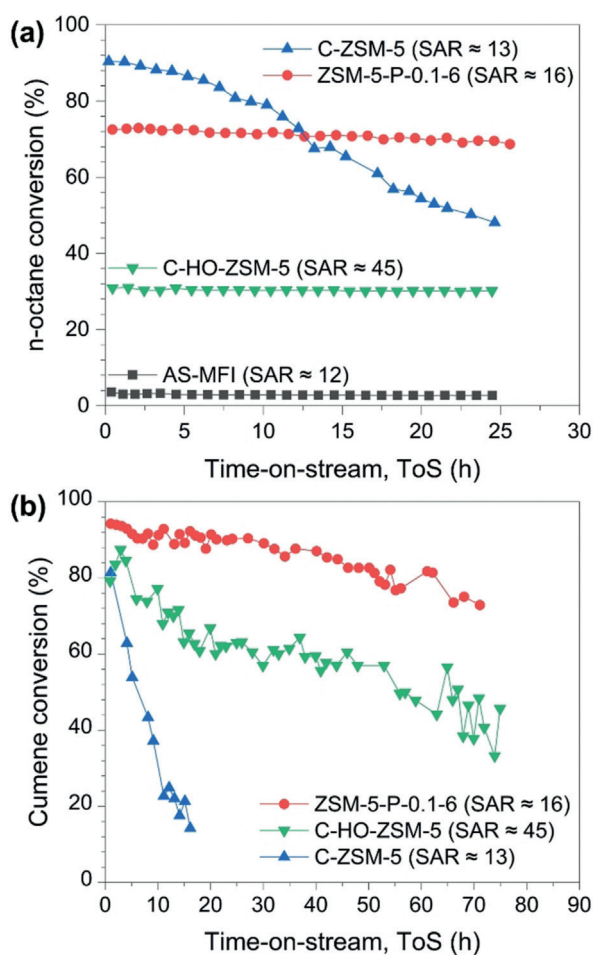 (a)
100
80
60
40
20
0
n-octane conversion (%)
C-ZSM-5 (SAR ≈ 13)
ZSM-5-P-0.1-6 (SAR ≈ 16)
C-HO-ZSM-5 (SAR ≈ 45)
AS-MFI (SAR ≈ 12)
0 5 10 15 20 25 30
Time-on-stream, ToS (h)
(b)
100
80
60
40
20
0
Cumene conversion (%)
ZSM-5-P-0.1-6 (SAR ≈ 16)
C-HO-ZSM-5 (SAR ≈ 45)
C-ZSM-5 (SAR ≈ 13)
0 10 20 30 40 50 60 70 80 90
Time-on-stream, ToS (h)